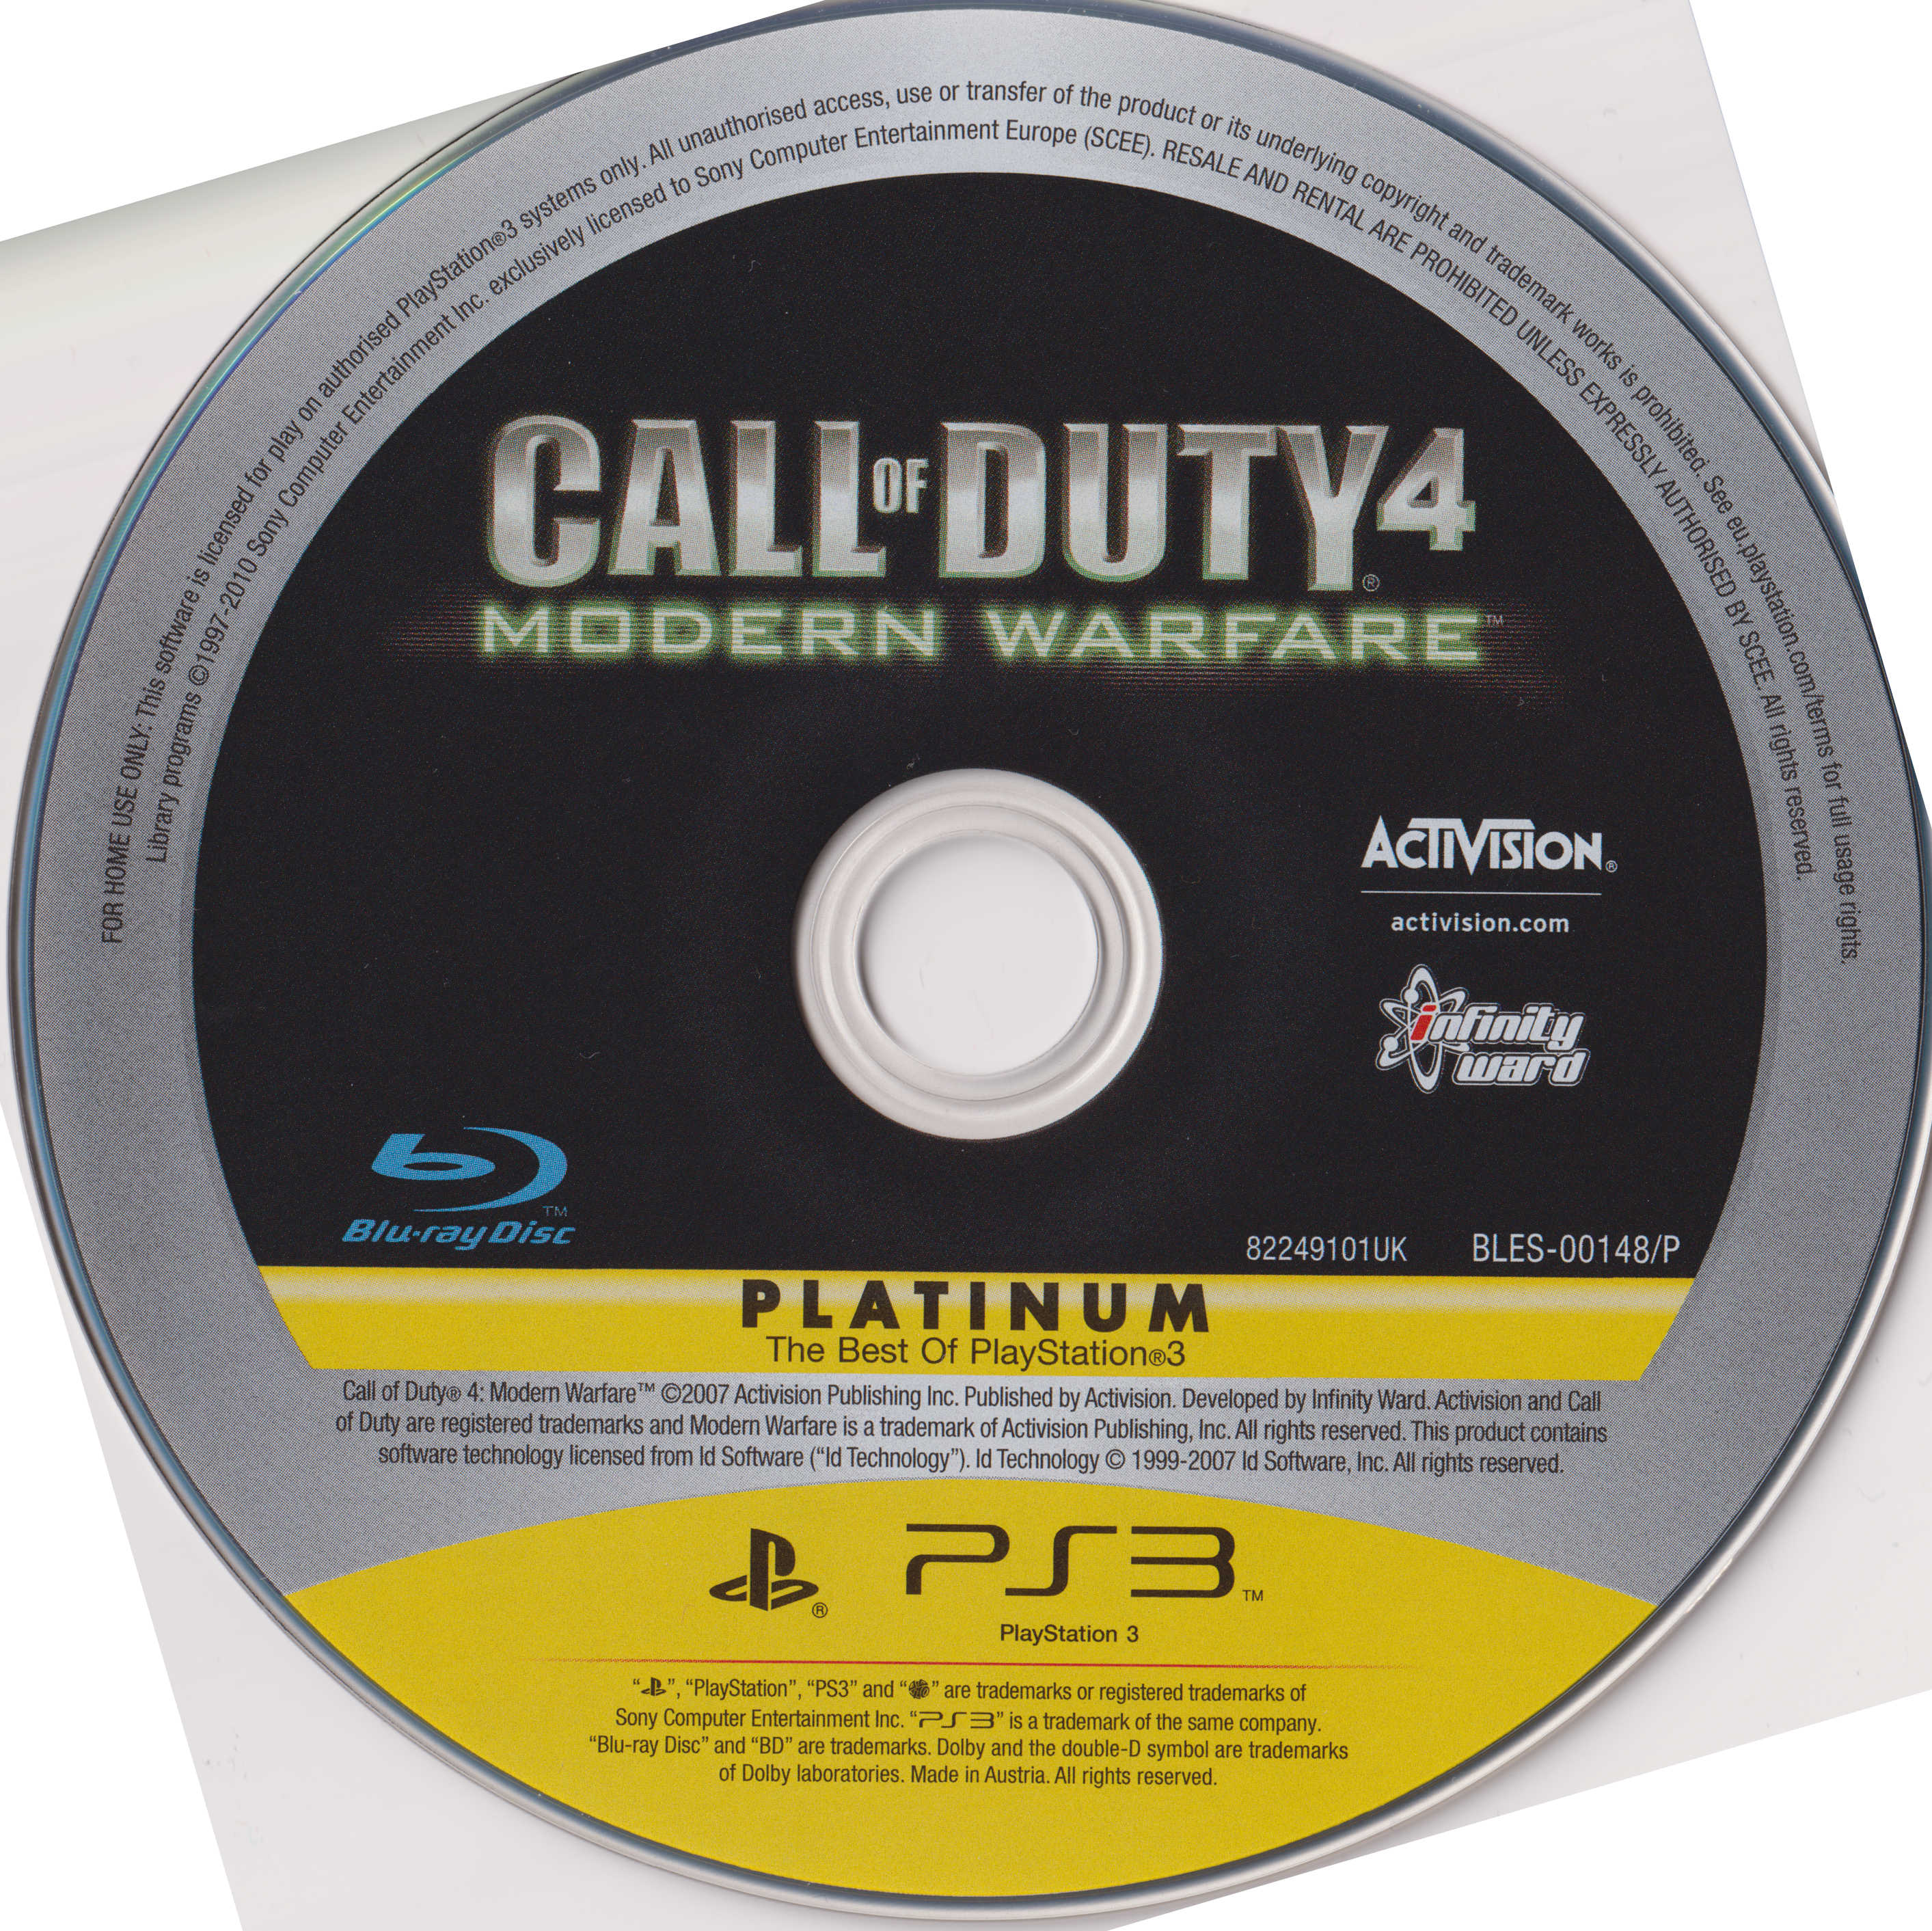 FOR HOME USE ONLY: This software is licensed for play on authorised PlayStation®3 systems only. All unauthorised access, use or transfer of the product or its underlying copyright and trademark works is prohibited. See eu.playstation.com/terms for full usage rights.
Library programs ©1997-2010 Sony Computer Entertainment Inc. exclusively licensed to Sony Computer Entertainment Europe (SCEE). RESALE AND RENTAL ARE PROHIBITED UNLESS EXPRESSLY AUTHORISED BY SCEE. All rights reserved.
CALL OF DUTY 4®
MODERN WARFARE™
ACTIVISION®
activision.com
infinity
ward
Blu-ray Disc™
82249101UK BLES-00148/P
PLATINUM
The Best Of PlayStation®3
Call of Duty® 4: Modern Warfare™ ©2007 Activision Publishing Inc. Published by Activision. Developed by Infinity Ward. Activision and Call
of Duty are registered trademarks and Modern Warfare is a trademark of Activision Publishing, Inc. All rights reserved. This product contains
software technology licensed from Id Software (“Id Technology”). Id Technology © 1999-2007 Id Software, Inc. All rights reserved.
® PS3™
PlayStation 3
“ ”, “PlayStation”, “PS3” and “ ” are trademarks or registered trademarks of
Sony Computer Entertainment Inc. “PS3” is a trademark of the same company.
“Blu-ray Disc” and “BD” are trademarks. Dolby and the double-D symbol are trademarks
of Dolby laboratories. Made in Austria. All rights reserved.